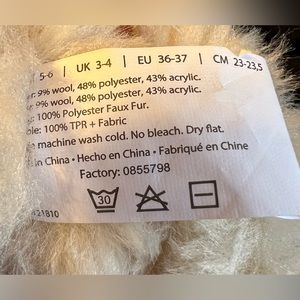 5-6 | UK 3-4 | EU 36-37 | CM 23-23,5
r: 9% wool, 48% polyester, 43% acrylic.
r: 9% wool, 48% polyester, 43% acrylic.
: 100% Polyester Faux Fur.
le: 100% TPR + Fabric
machine wash cold. No bleach. Dry flat.
in China • Hecho en China • Fabriqué en Chine
Factory: 0855798
30
21810